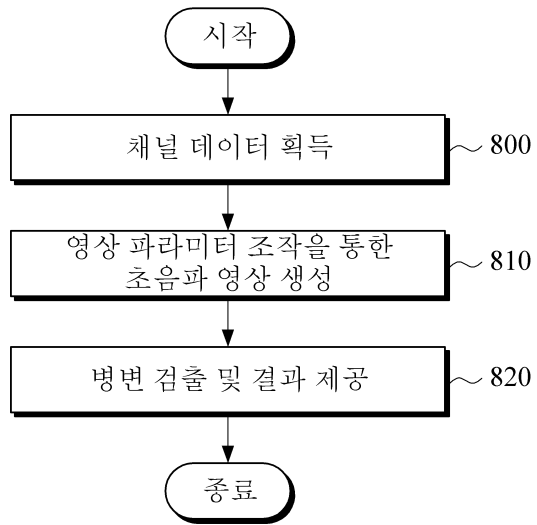 시작
채널 데이터 획득
800
영상 파라미터 조작을 통한
초음파 영상 생성
810
병변 검출 및 결과 제공
820
종료